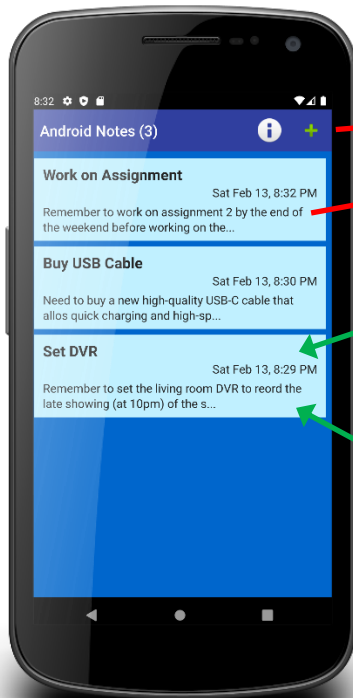 8:32
Android Notes (3)
Work on Assignment
Sat Feb 13, 8:32 PM
Remember to work on assignment 2 by the end of
the weekend before working on the...
Buy USB Cable
Sat Feb 13, 8:30 PM
Need to buy a new high-quality USB-C cable that
allos quick charging and high-sp...
Set DVR
Sat Feb 13, 8:29 PM
Remember to set the living room DVR to reord the
late showing (at 10pm) of the s...